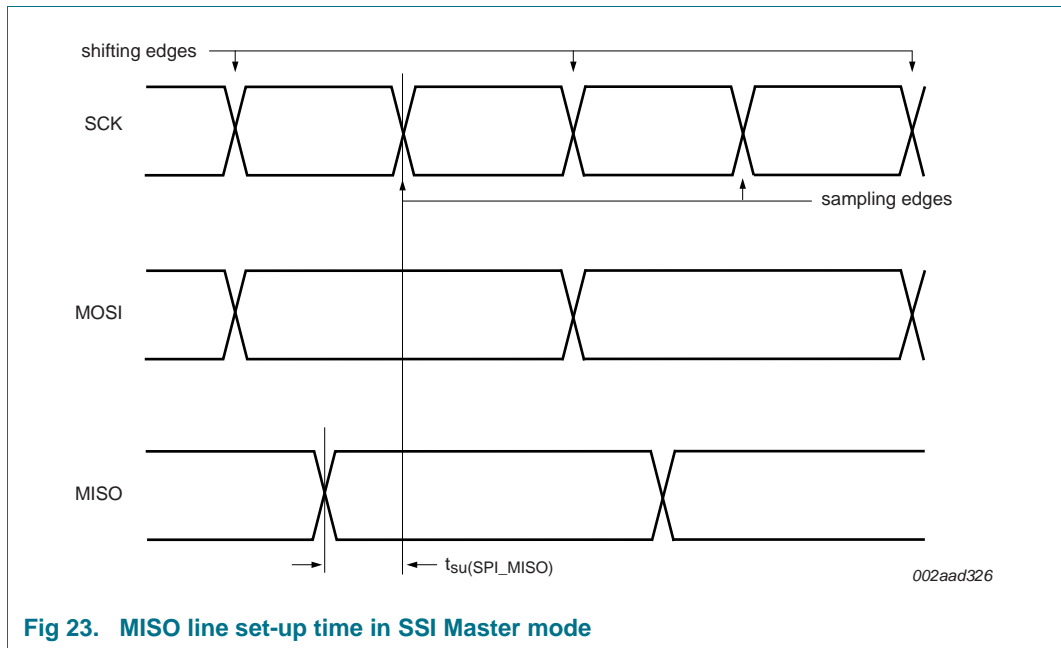 shifting edges
SCK
sampling edges
MOSI
MISO
tsu(SPI_MISO)
002aad326
Fig 23. MISO line set-up time in SSI Master mode